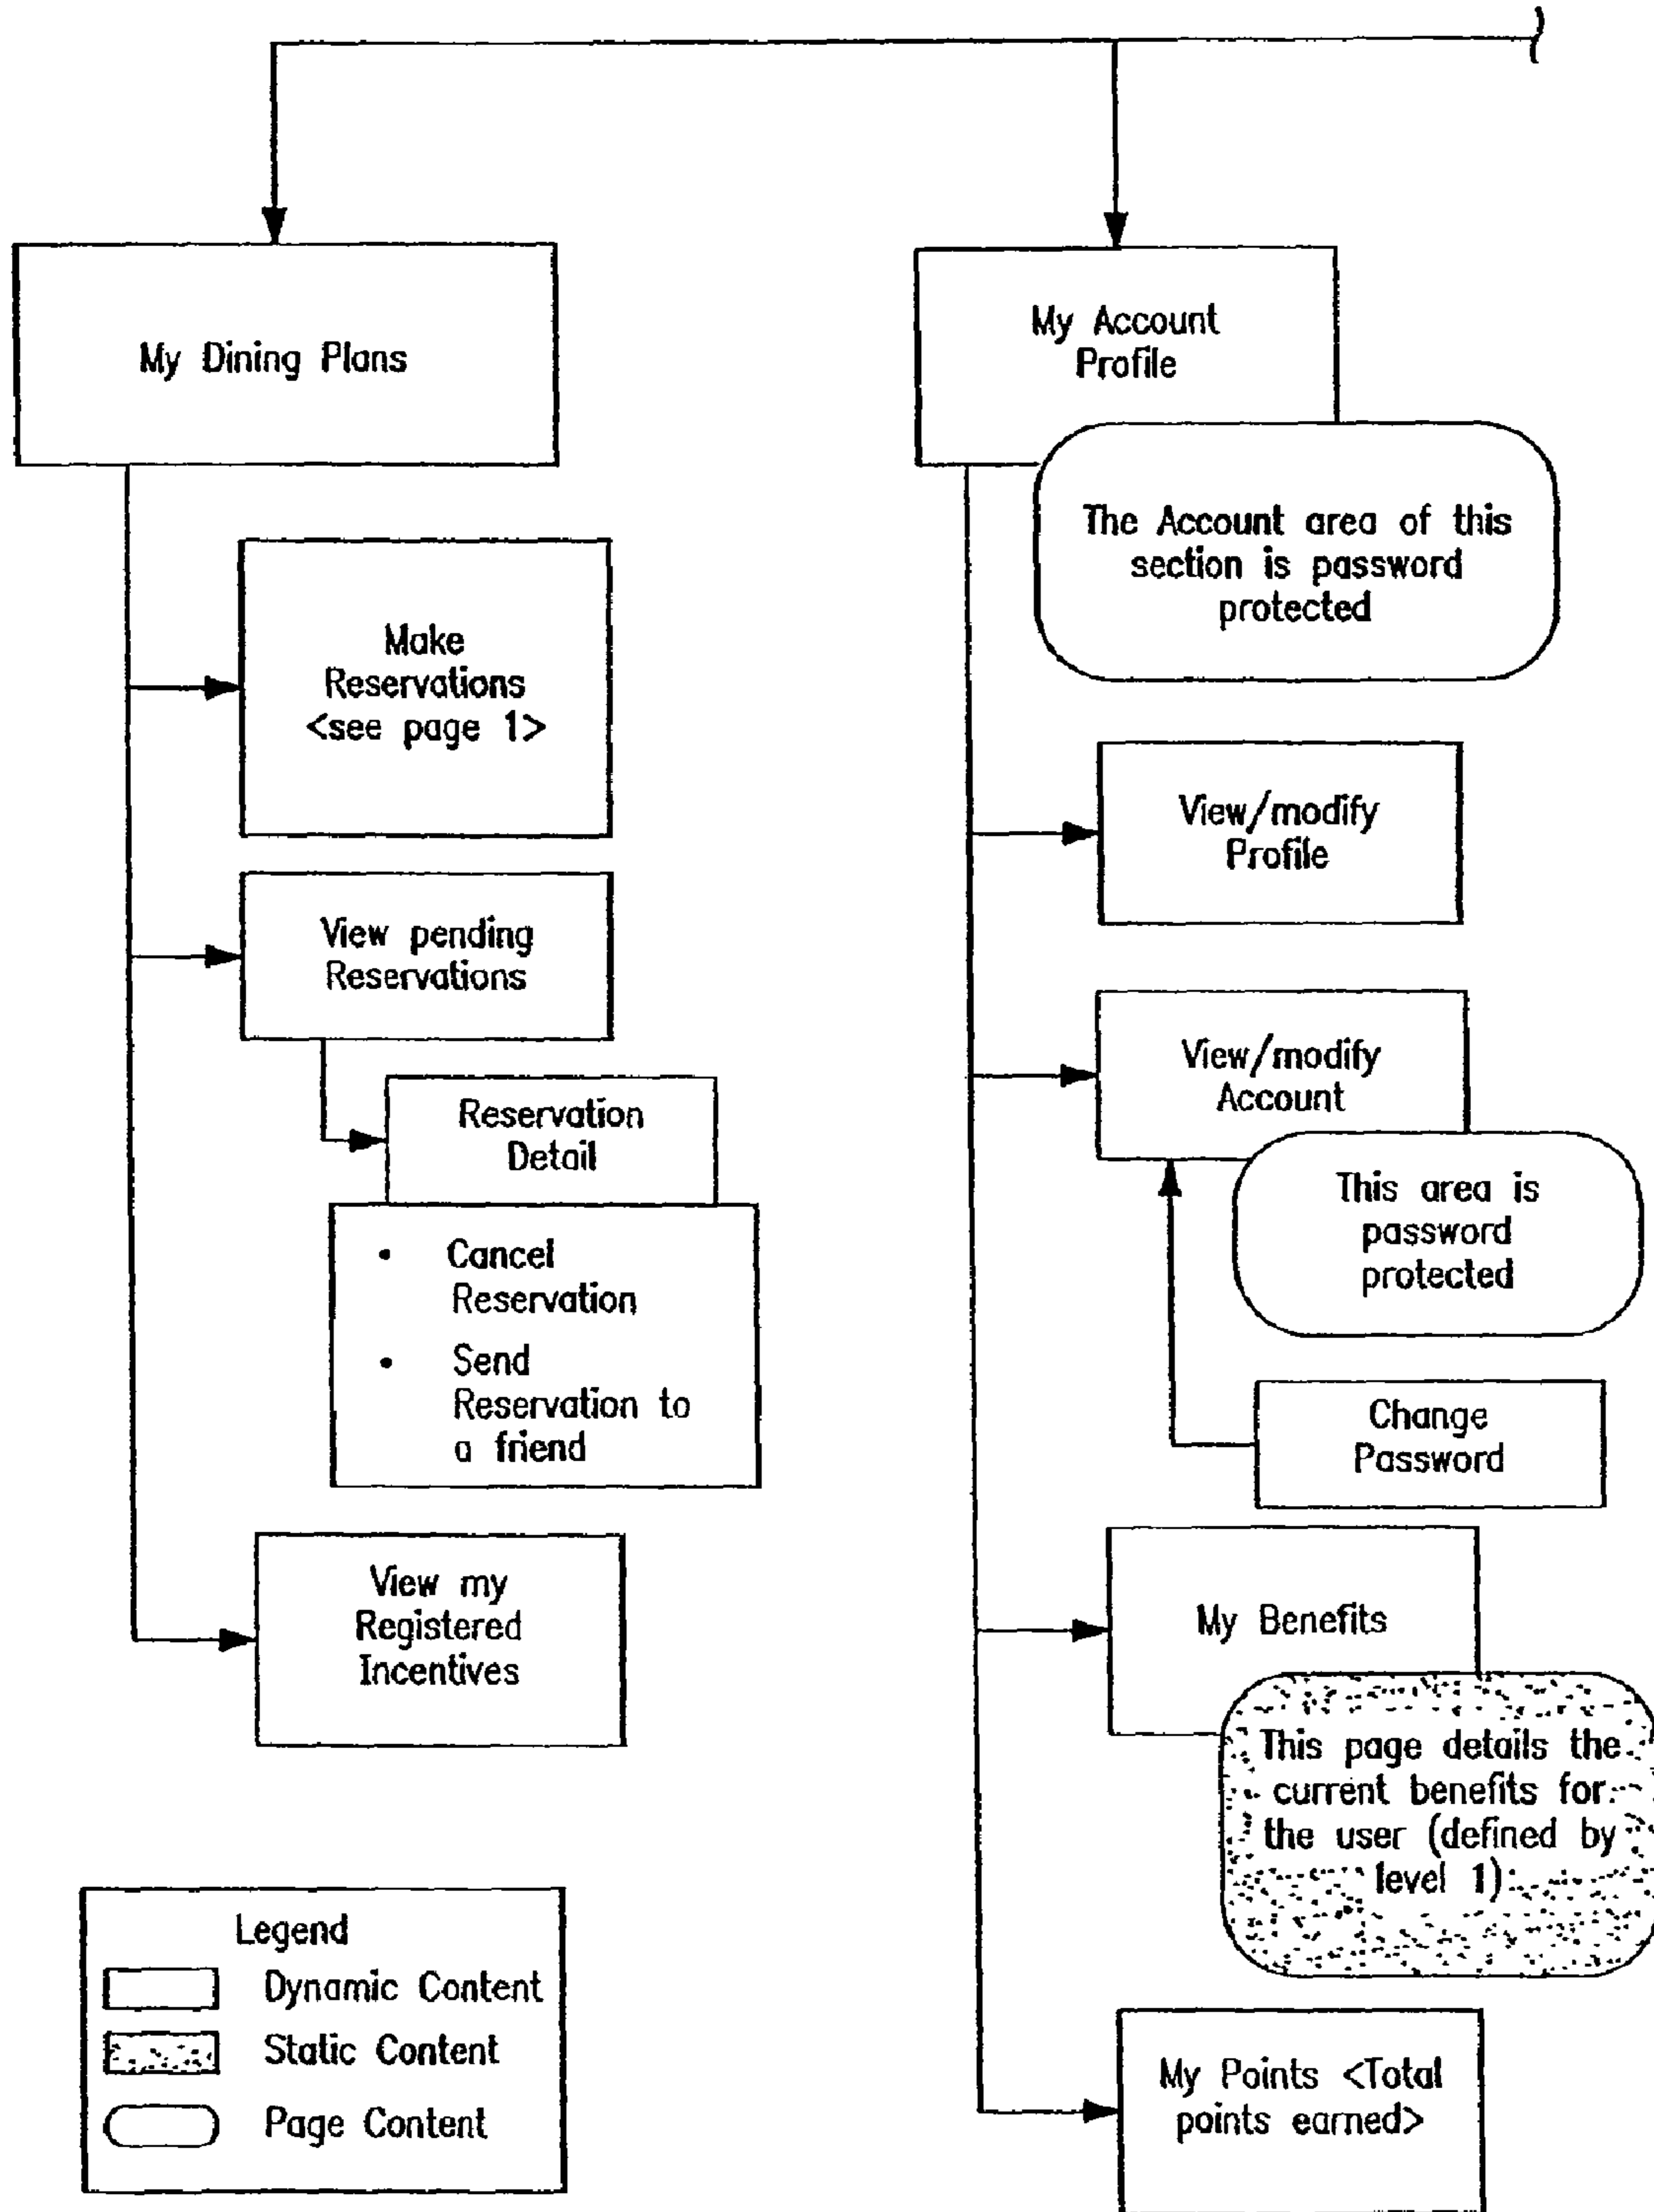 My Dining Plans
Make
Reservations
<see page 1>
View pending
Reservations
Reservation
Detail
• Cancel
Reservation
• Send
Reservation to
a friend
View my
Registered
Incentives
My Account
Profile
The Account area of this
section is password
protected
View/modify
Profile
View/modify
Account
This area is
password
protected
Change
Password
My Benefits
This page details the
current benefits for
the user (defined by
level 1)
My Points <Total
points earned>
Legend
Dynamic Content
Static Content
Page Content